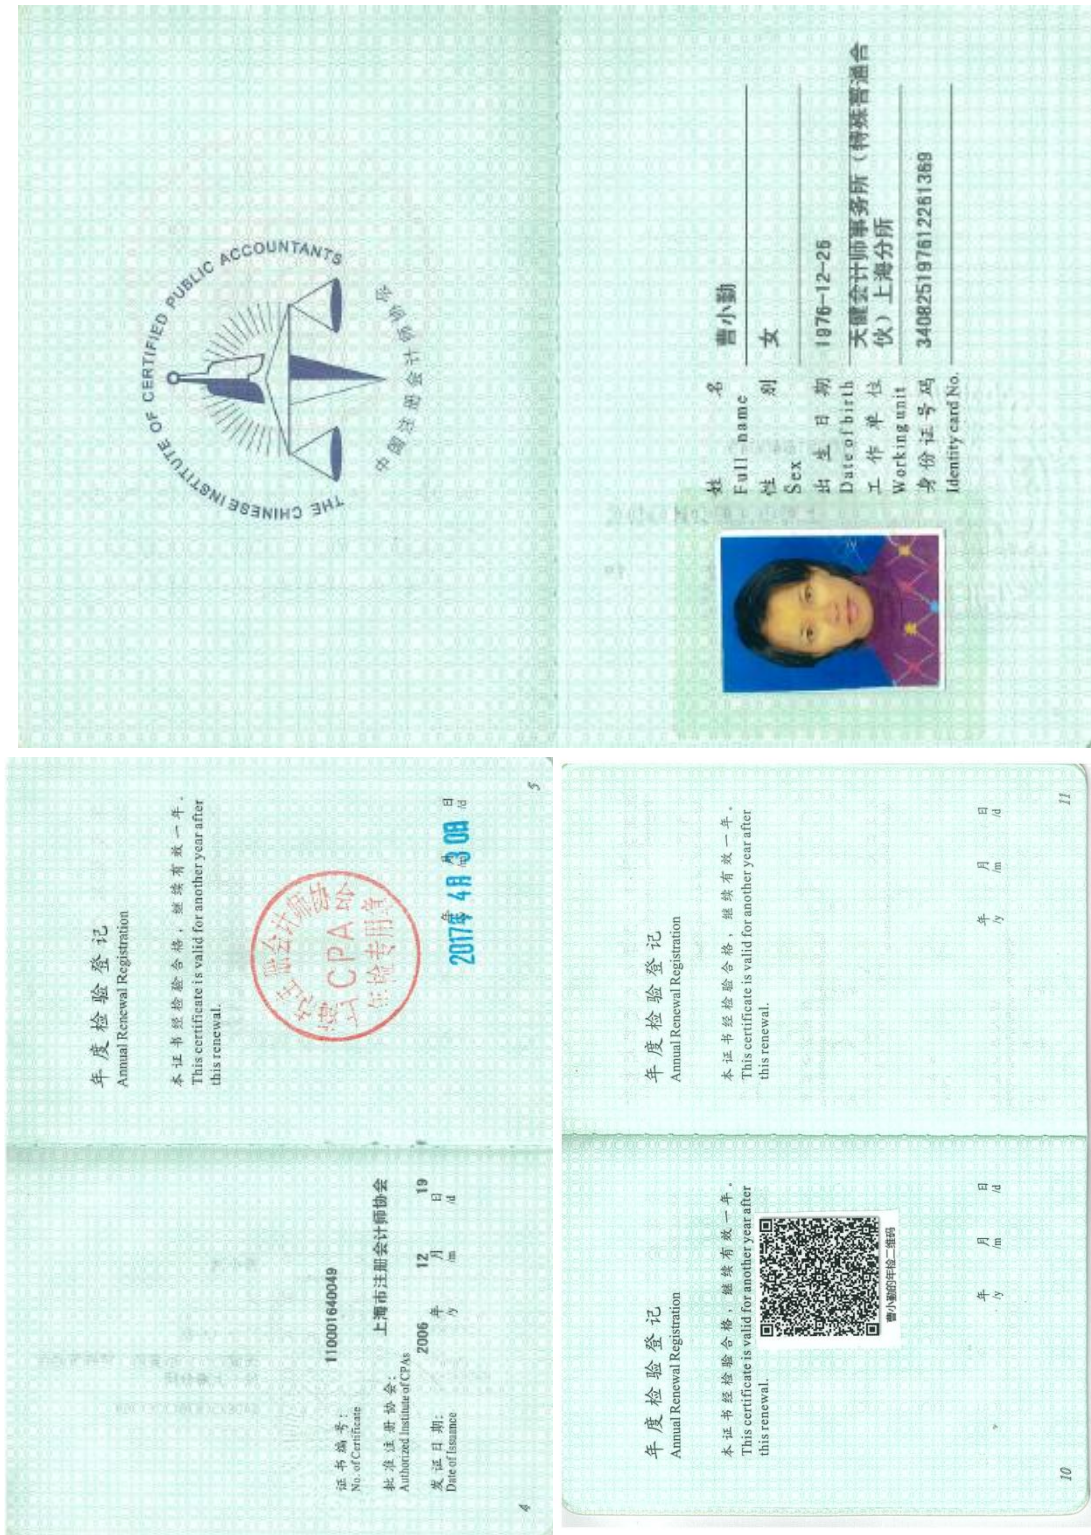 THE CHINESE INSTITUTE OF CERTIFIED PUBLIC ACCOUNTANTS
中国注册会计师协会
姓 名 曹小勤
Full name
性 别 女
Sex
出 生 日 期 1976-12-26
Date of birth
工 作 单 位 天健会计师事务所（特殊普通合
伙）上海分所
Working unit
身份证号码 340825197612261369
Identity card No.
证 书 编 号： 110001640049
No. of Certificate
批 准 注 册 协 会： 上海市注册会计师协会
Authorized Institute of CPAs
发 证 日 期： 2006 年 12 月 19 日
Date of Issuance /y /m /d
4
年 度 检 验 登 记
Annual Renewal Registration
本 证 书 经 检 验 合 格 ，继 续 有 效 一 年 .
This certificate is valid for another year after
this renewal.
CPA
年检专用章
年 月 日
2017年 4月 30日
/m /d
5
年 度 检 验 登 记
Annual Renewal Registration
本 证 书 经 检 验 合 格 ，继 续 有 效 一 年 .
This certificate is valid for another year after
this renewal.
曹小勤的年检二维码
年 月 日
/y /m /d
10
年 度 检 验 登 记
Annual Renewal Registration
本 证 书 经 检 验 合 格 ，继 续 有 效 一 年 .
This certificate is valid for another year after
this renewal.
年 月 日
/y /m /d
11